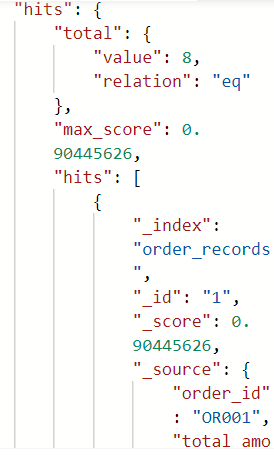 "hits": {
"total": {
"value": 8,
"relation": "eq"
},
"max_score": 0.
90445626,
"hits": [
{
"_index":
"order_records
",
"_id": "1",
"_score": 0.
90445626,
"_source": {
"order_id"
: "OR001",
"total_amo